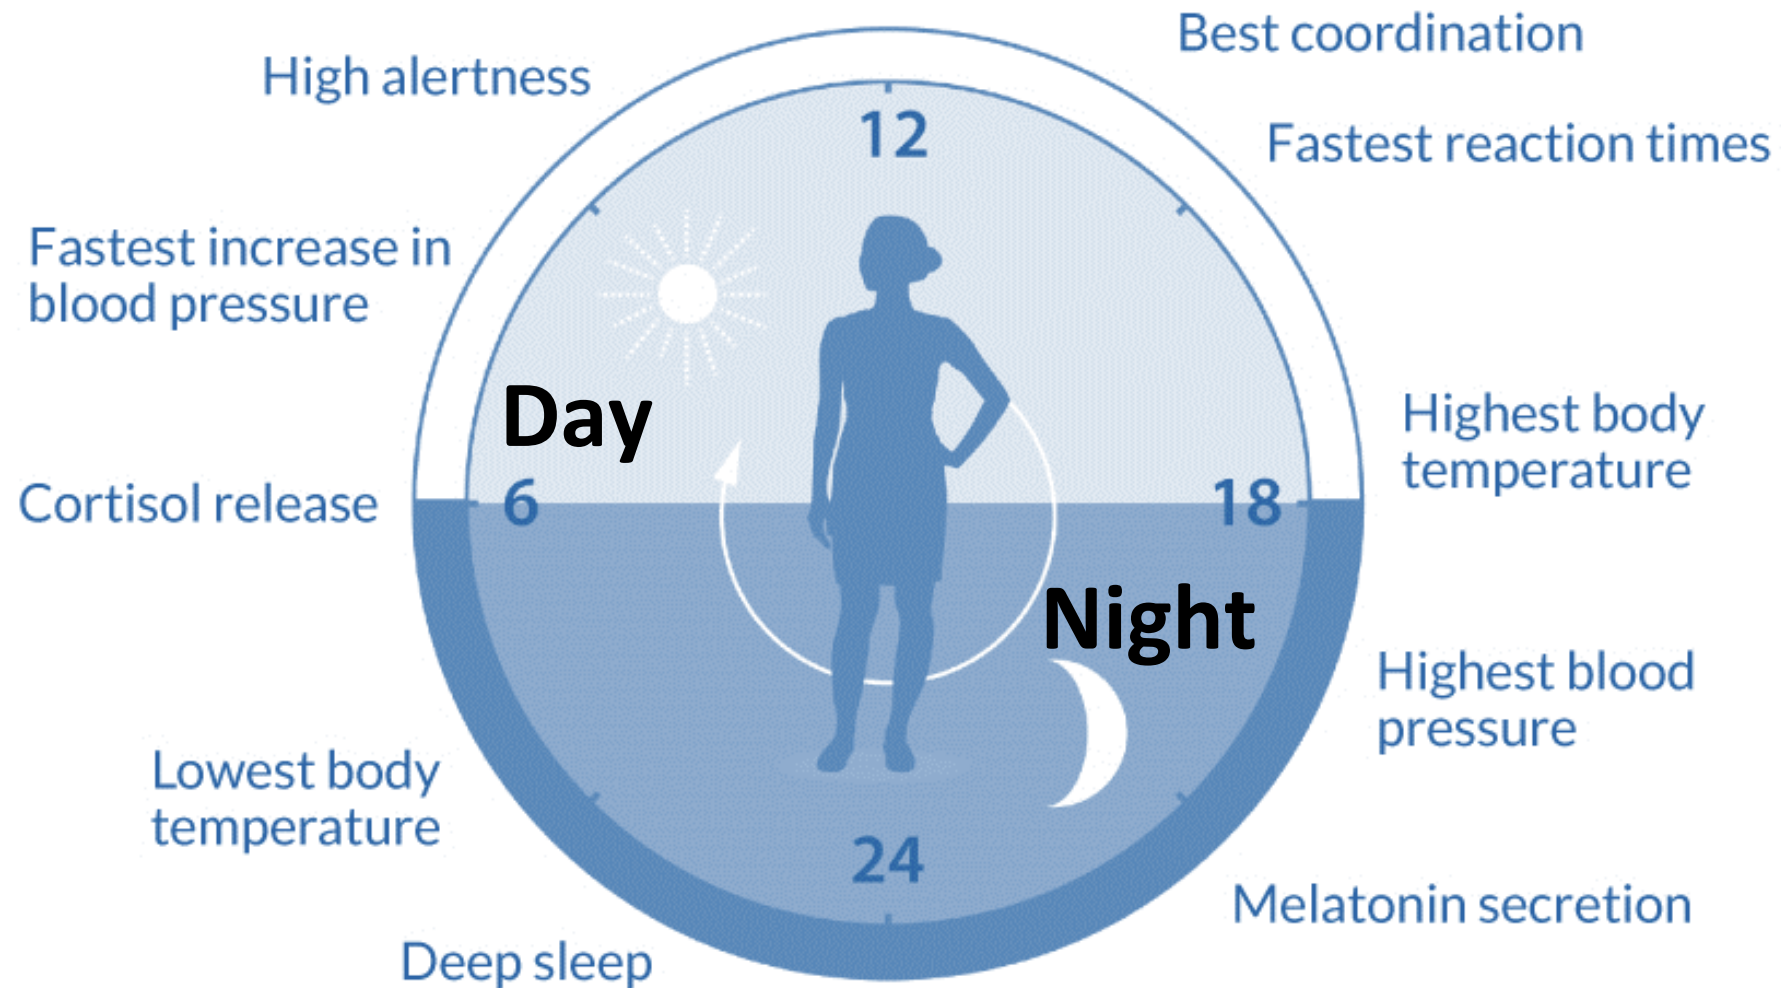 Best coordination
High alertness
12
Fastest reaction times
Fastest increase in
blood pressure
Day
Highest body
temperature
Cortisol release
6
18
Night
Highest blood
pressure
Lowest body
temperature
24
Melatonin secretion
Deep sleep